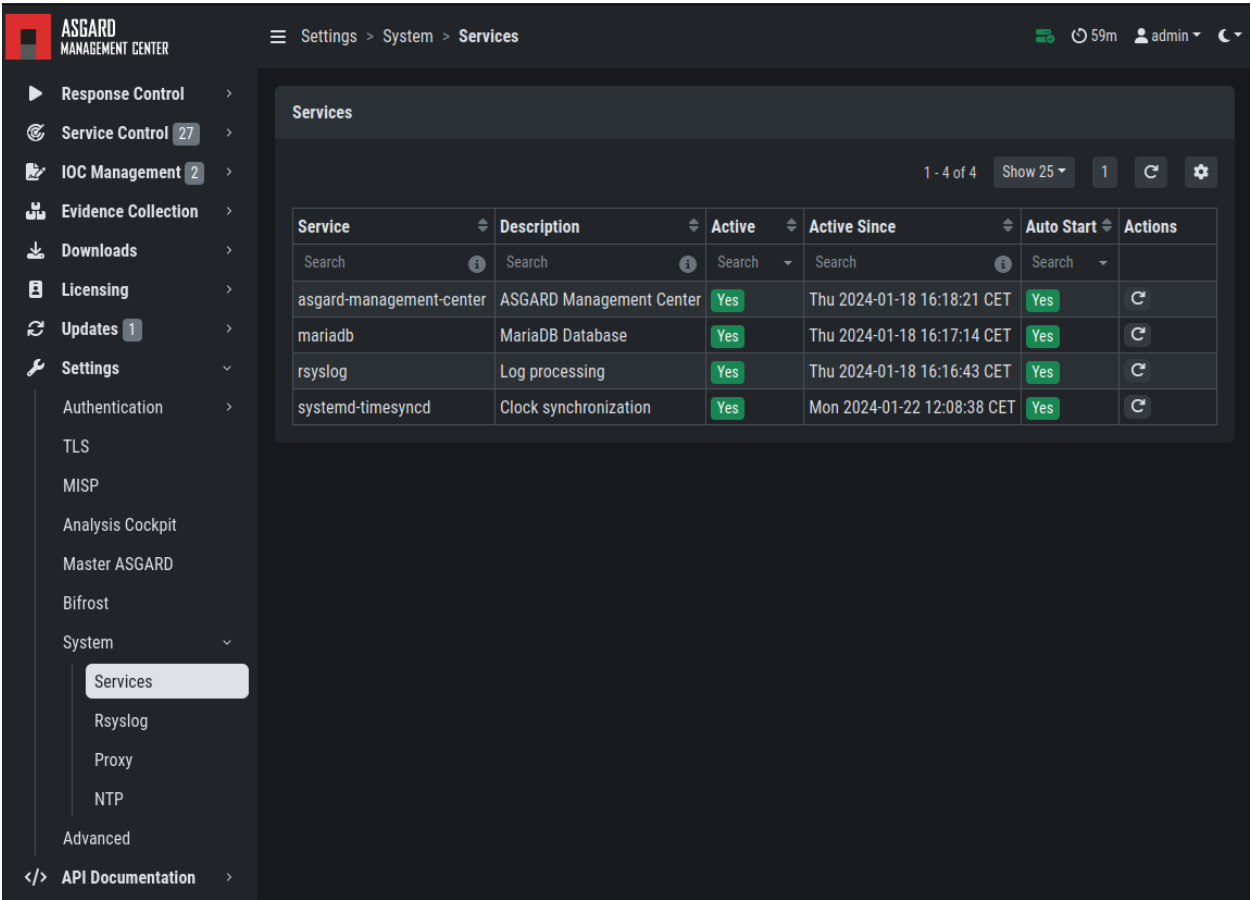 ASGARD
MANAGEMENT CENTER
Settings > System > Services
59m admin
Response Control
Service Control 27
IOC Management 2
Evidence Collection
Downloads
Licensing
Updates 1
Settings
Authentication
TLS
MISP
Analysis Cockpit
Master ASGARD
Bifrost
System
Services
Rsyslog
Proxy
NTP
Advanced
</> API Documentation
Services
1 - 4 of 4 Show 25 1
Service Description Active Active Since Auto Start Actions
Search Search Search Search Search
asgard-management-center ASGARD Management Center Yes Thu 2024-01-18 16:18:21 CET Yes
mariadb MariaDB Database Yes Thu 2024-01-18 16:17:14 CET Yes
rsyslog Log processing Yes Thu 2024-01-18 16:16:43 CET Yes
systemd-timesyncd Clock synchronization Yes Mon 2024-01-22 12:08:38 CET Yes